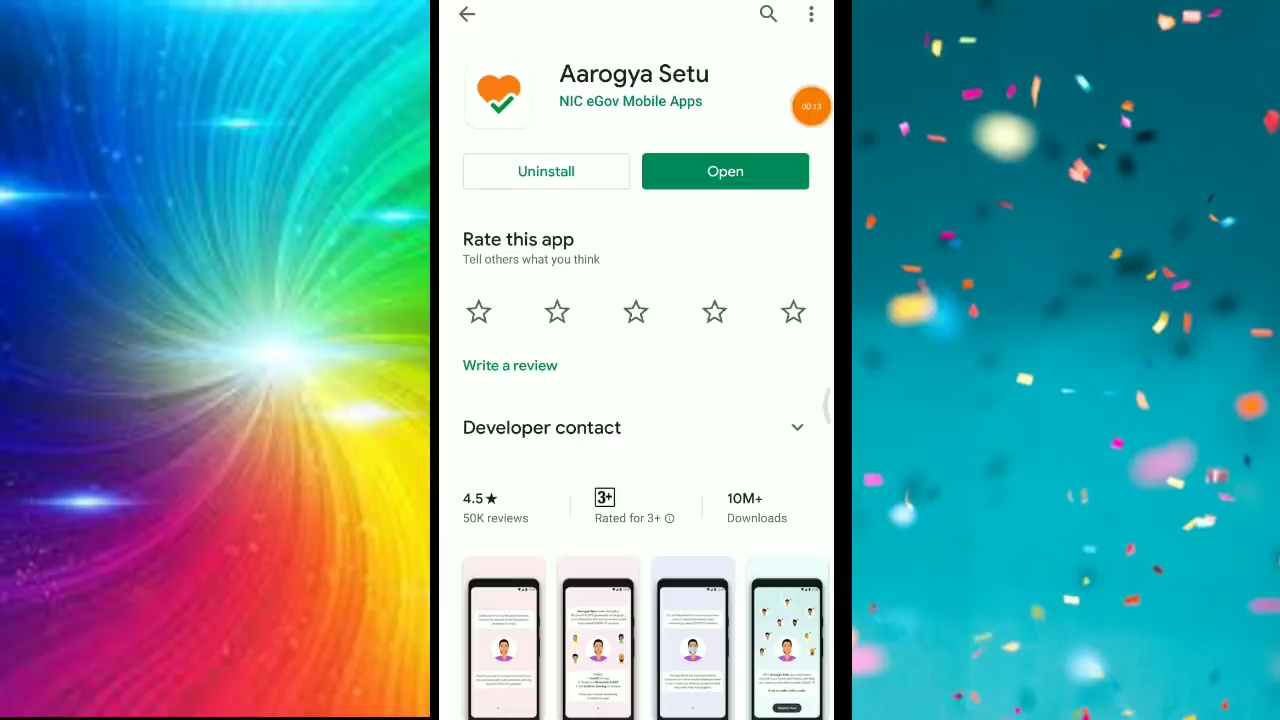 Aarogya Setu
NIC eGov Mobile Apps
00:13
Uninstall
Open
Rate this app
Tell others what you think
Write a review
Developer contact
4.5★
50K reviews
3+
Rated for 3+
10M+
Downloads